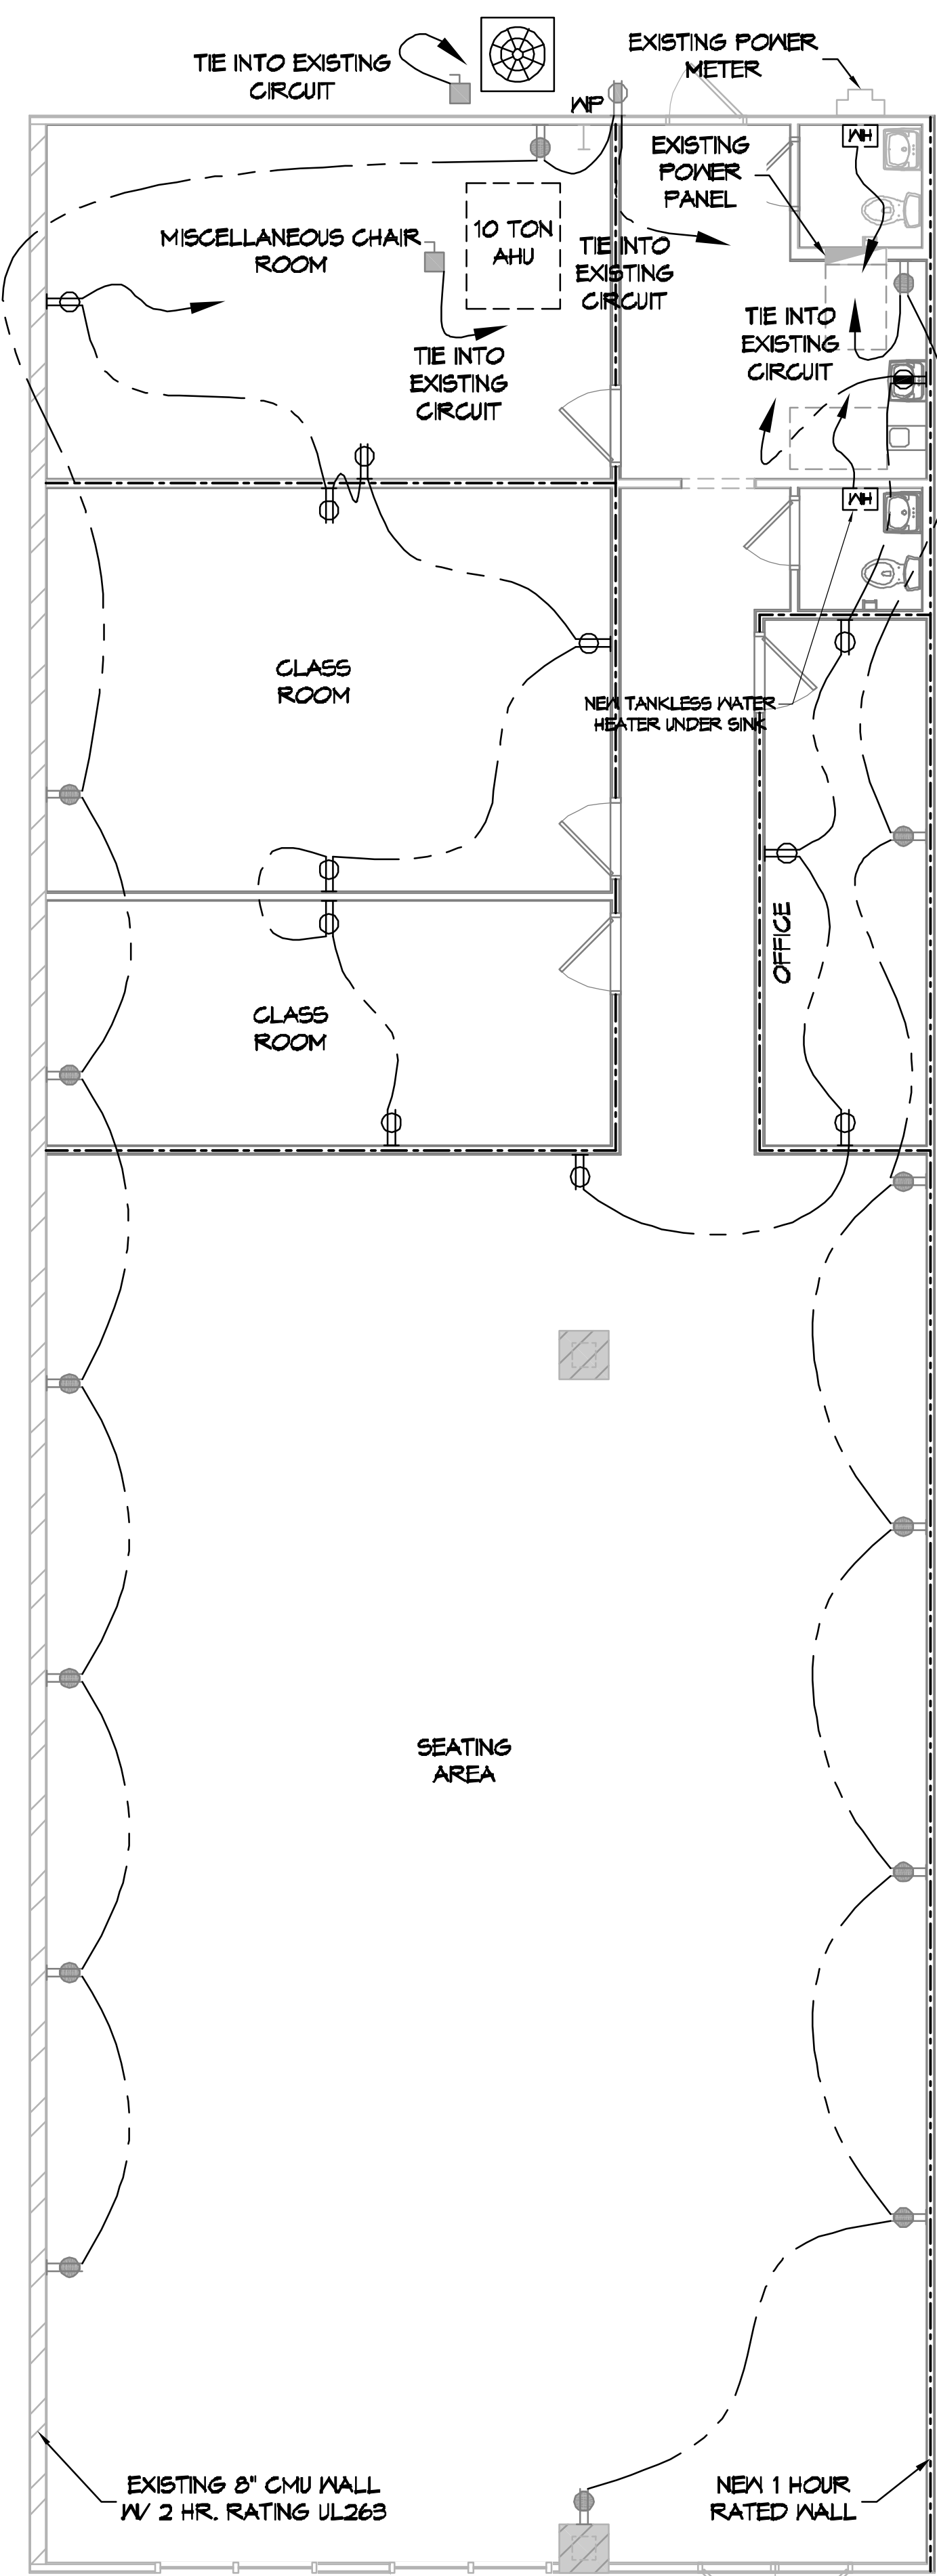 TIE INTO EXISTING
CIRCUIT
EXISTING POWER
METER
WP
WH
EXISTING
POWER
PANEL
MISCELLANEOUS CHAIR
ROOM
10 TON
AHU
TIE INTO
EXISTING
CIRCUIT
TIE INTO
EXISTING
CIRCUIT
TIE INTO
EXISTING
CIRCUIT
WH
CLASS
ROOM
NEW TANKLESS WATER
HEATER UNDER SINK
OFFICE
CLASS
ROOM
SEATING
AREA
EXISTING 8" CMU WALL
W/ 2 HR. RATING UL263
NEW 1 HOUR
RATED WALL